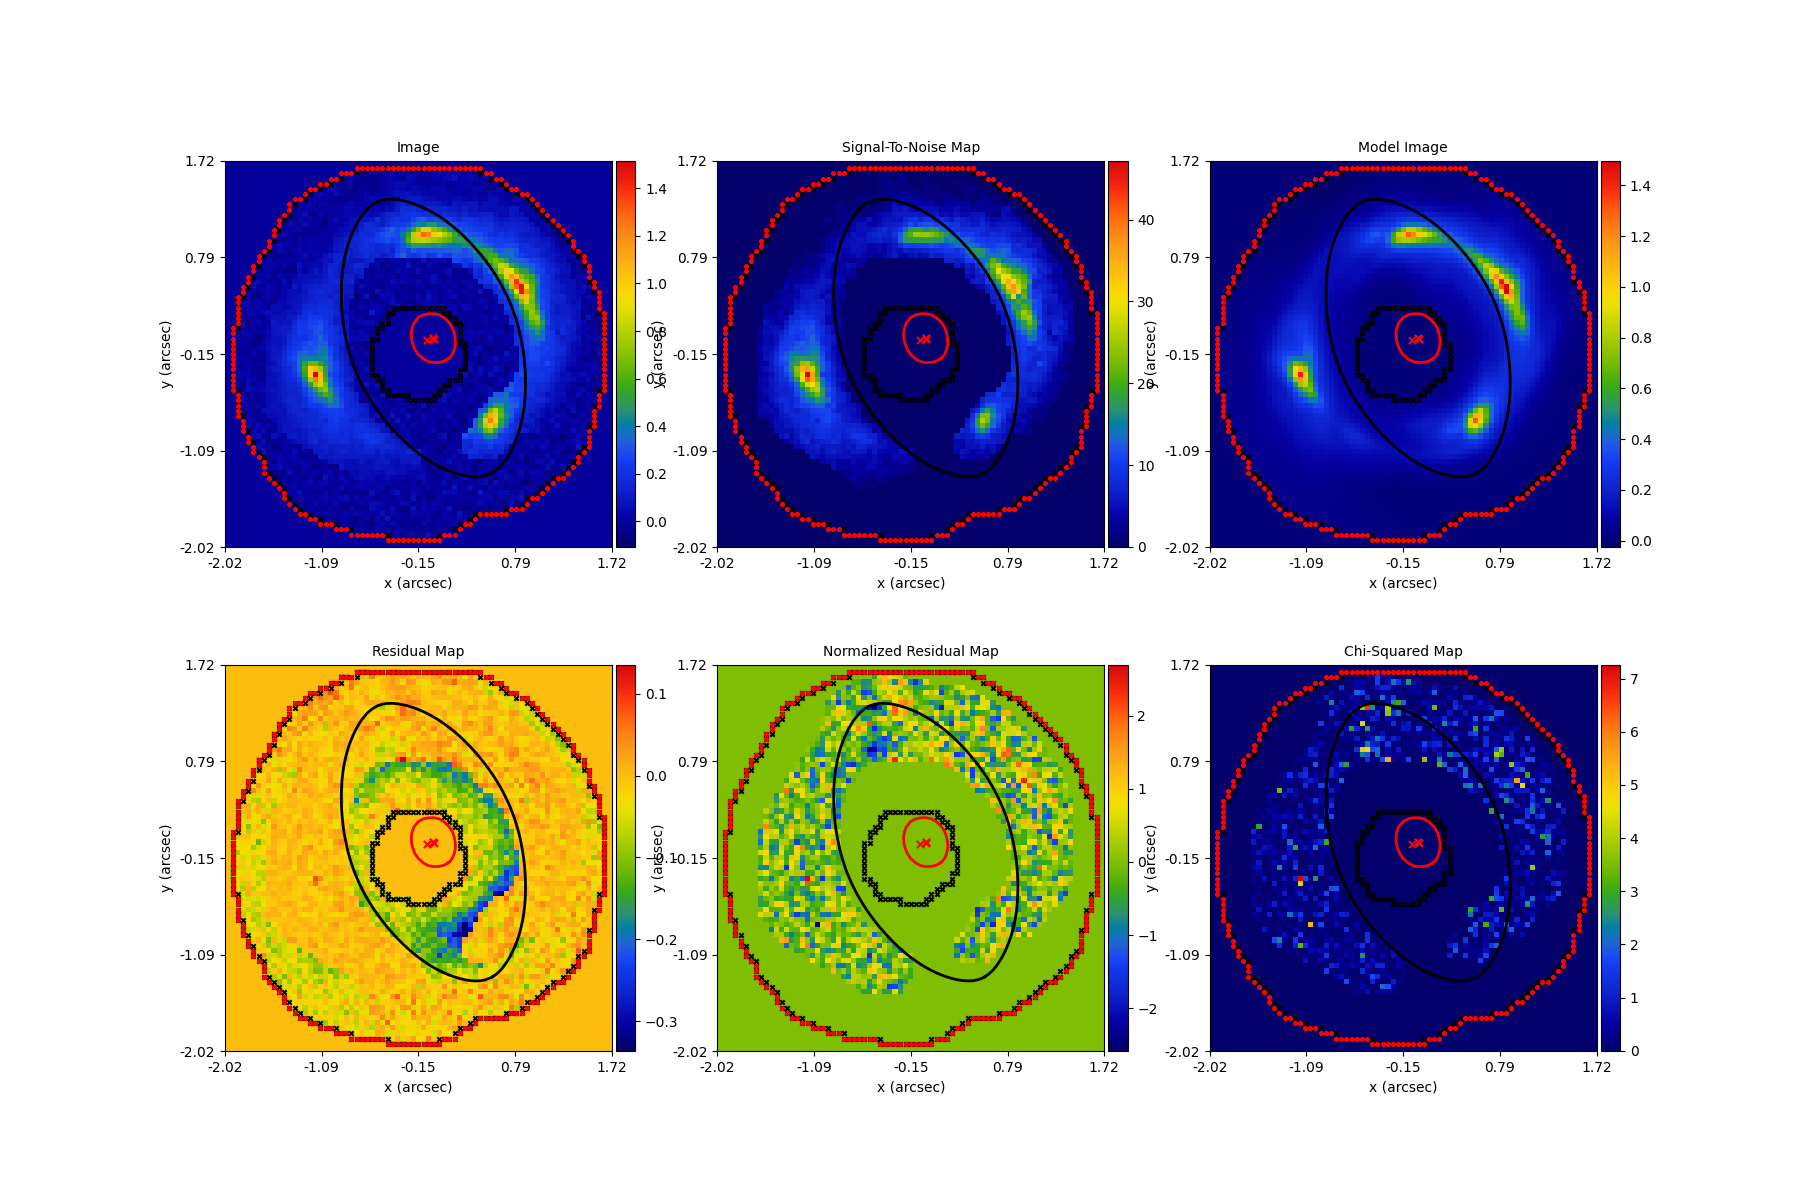 Image
Signal-To-Noise Map
Model Image
1.72
0.79
-0.15
-1.09
-2.02
y (arcsec)
-2.02 -1.09 -0.15 0.79 1.72
x (arcsec)
1.4
1.2
1.0
0.8
0.6
0.4
0.2
0.0
1.72
0.79
-0.15
-1.09
-2.02
y (arcsec)
-2.02 -1.09 -0.15 0.79 1.72
x (arcsec)
40
30
20
10
0
1.72
0.79
-0.15
-1.09
-2.02
y (arcsec)
-2.02 -1.09 -0.15 0.79 1.72
x (arcsec)
1.4
1.2
1.0
0.8
0.6
0.4
0.2
0.0
Residual Map
Normalized Residual Map
Chi-Squared Map
1.72
0.79
-0.15
-1.09
-2.02
y (arcsec)
-2.02 -1.09 -0.15 0.79 1.72
x (arcsec)
0.1
0.0
−0.1
−0.2
−0.3
1.72
0.79
-0.15
-1.09
-2.02
y (arcsec)
-2.02 -1.09 -0.15 0.79 1.72
x (arcsec)
2
1
0
−1
−2
1.72
0.79
-0.15
-1.09
-2.02
y (arcsec)
-2.02 -1.09 -0.15 0.79 1.72
x (arcsec)
7
6
5
4
3
2
1
0